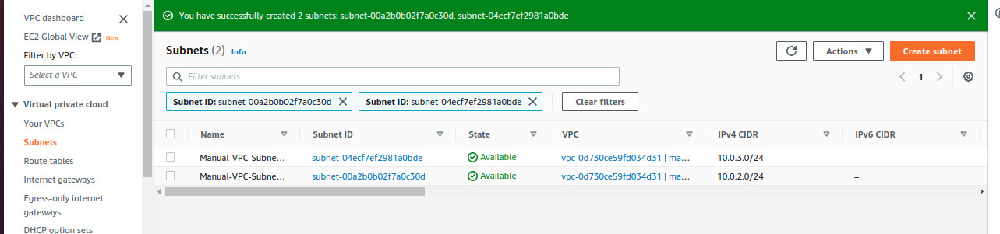 VPC dashboard
EC2 Global View New
Filter by VPC:
Select a VPC
Virtual private cloud
Your VPCs
Subnets
Route tables
Internet gateways
Egress-only internet
gateways
DHCP option sets
You have successfully created 2 subnets: subnet-00a2b0b02f7a0c30d, subnet-04ecf7ef2981a0bde
Subnets (2) Info
Actions
Create subnet
Filter subnets
1
Subnet ID: subnet-00a2b0b02f7a0c30d
Subnet ID: subnet-04ecf7ef2981a0bde
Clear filters
Name Subnet ID State VPC IPv4 CIDR IPv6 CIDR
Manual-VPC-Subne... subnet-04ecf7ef2981a0bde Available vpc-0d730ce59fd034d31 | ma... 10.0.3.0/24 –
Manual-VPC-Subne... subnet-00a2b0b02f7a0c30d Available vpc-0d730ce59fd034d31 | ma... 10.0.2.0/24 –